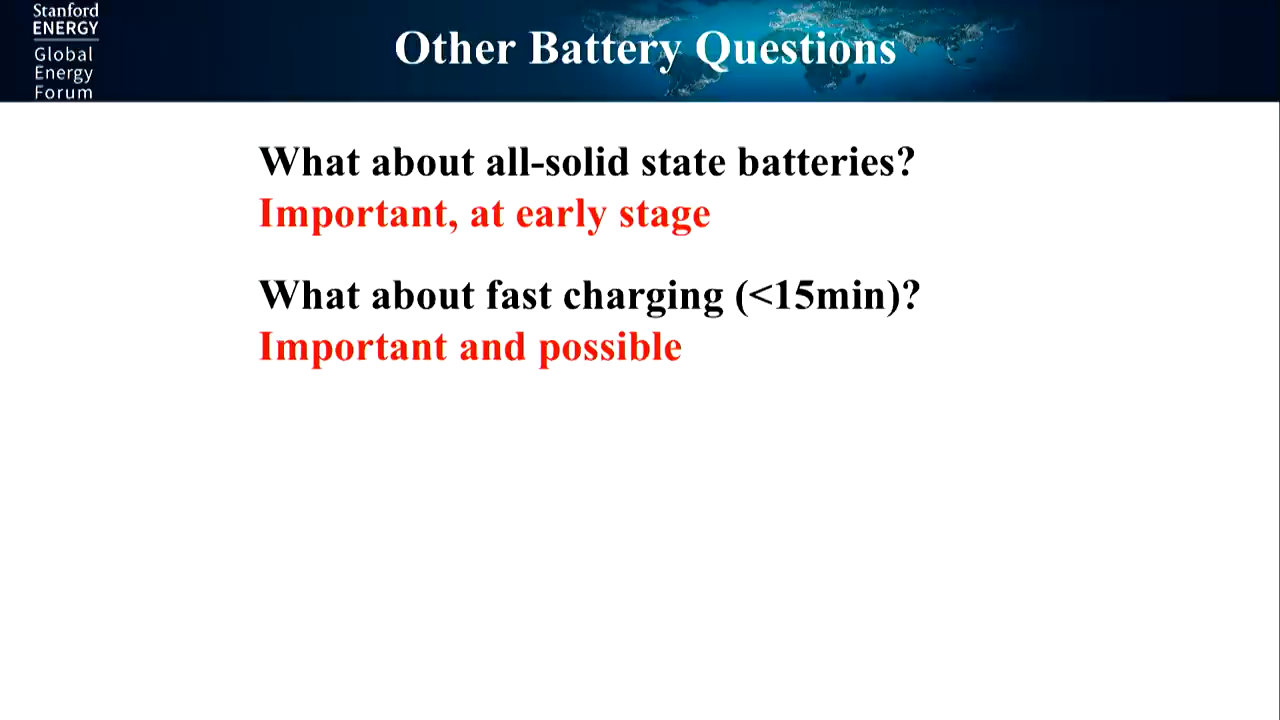 Stanford
ENERGY
Global
Energy
Forum
Other Battery Questions
What about all-solid state batteries?
Important, at early stage
What about fast charging (<15min)?
Important and possible